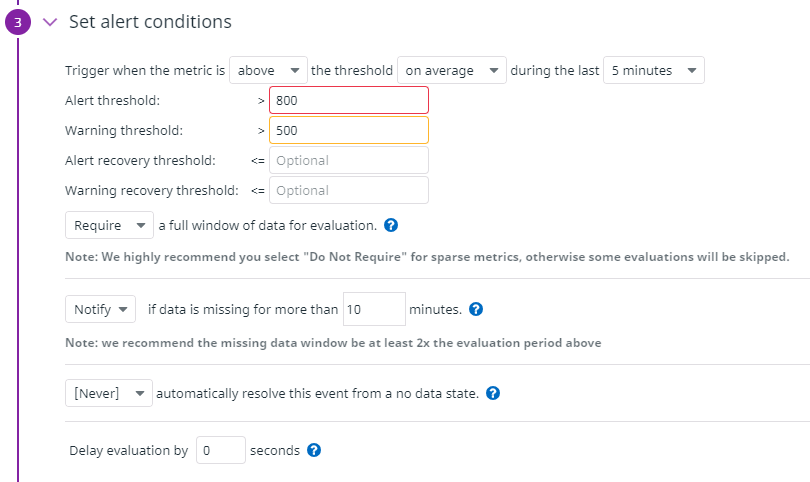 3 Set alert conditions
Trigger when the metric is above the threshold on average during the last 5 minutes
Alert threshold: > 800
Warning threshold: > 500
Alert recovery threshold: <= Optional
Warning recovery threshold: <= Optional
Require a full window of data for evaluation. ?
Note: We highly recommend you select "Do Not Require" for sparse metrics, otherwise some evaluations will be skipped.
Notify if data is missing for more than 10 minutes. ?
Note: we recommend the missing data window be at least 2x the evaluation period above
[Never] automatically resolve this event from a no data state. ?
Delay evaluation by 0 seconds ?